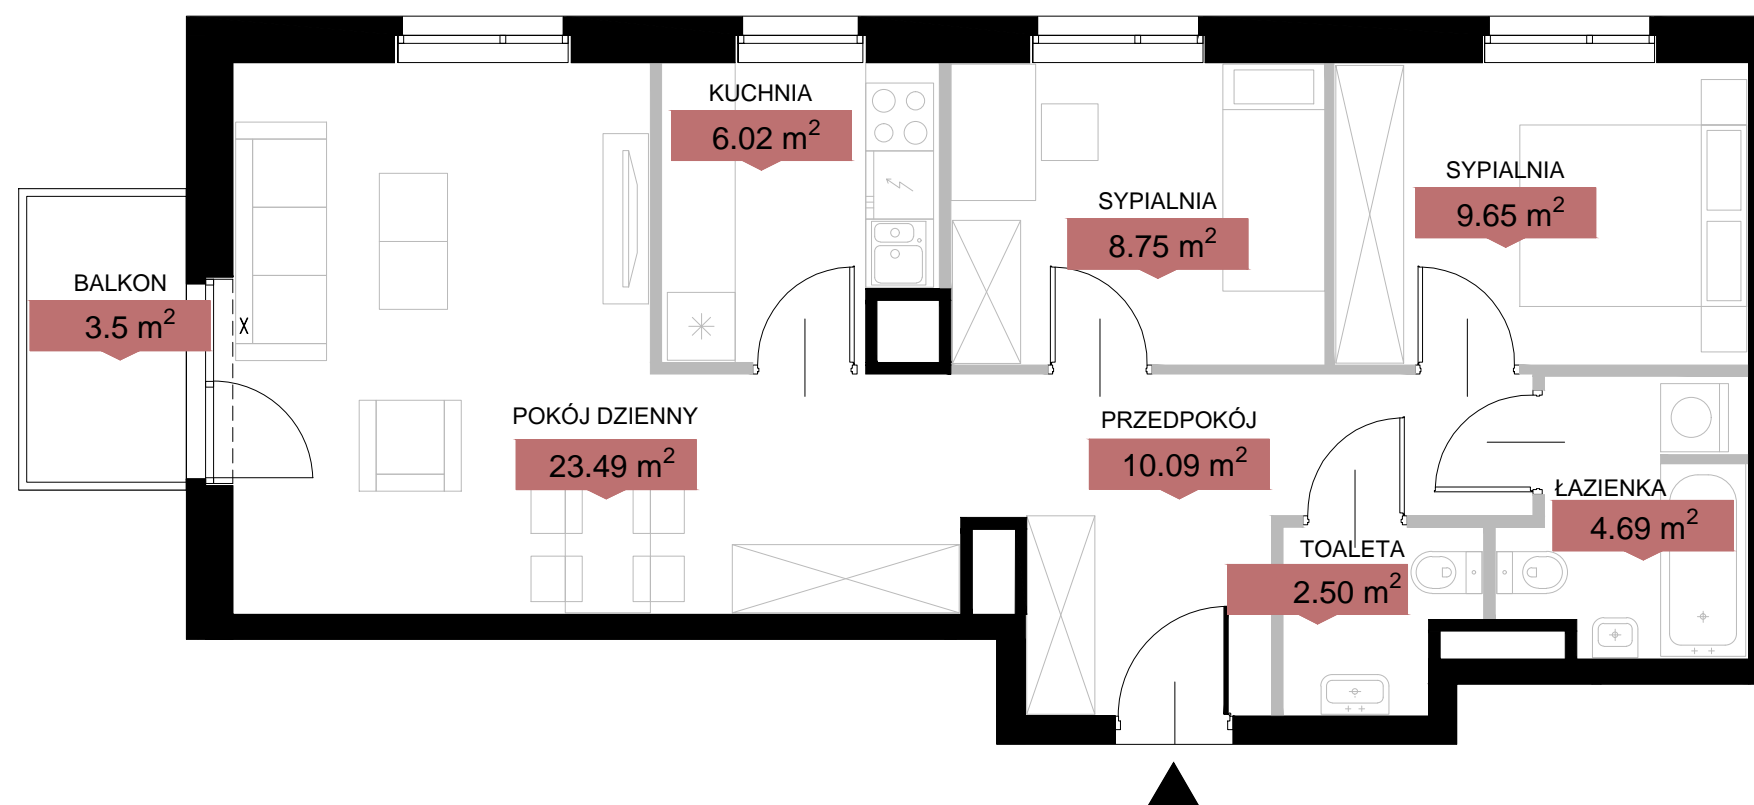 KUCHNIA
6.02 m²
SYPIALNIA
9.65 m²
SYPIALNIA
8.75 m²
BALKON
3.5 m²
X
POKÓJ DZIENNY
23.49 m²
PRZEDPOKÓJ
10.09 m²
ŁAZIENKA
4.69 m²
TOALETA
2.50 m²